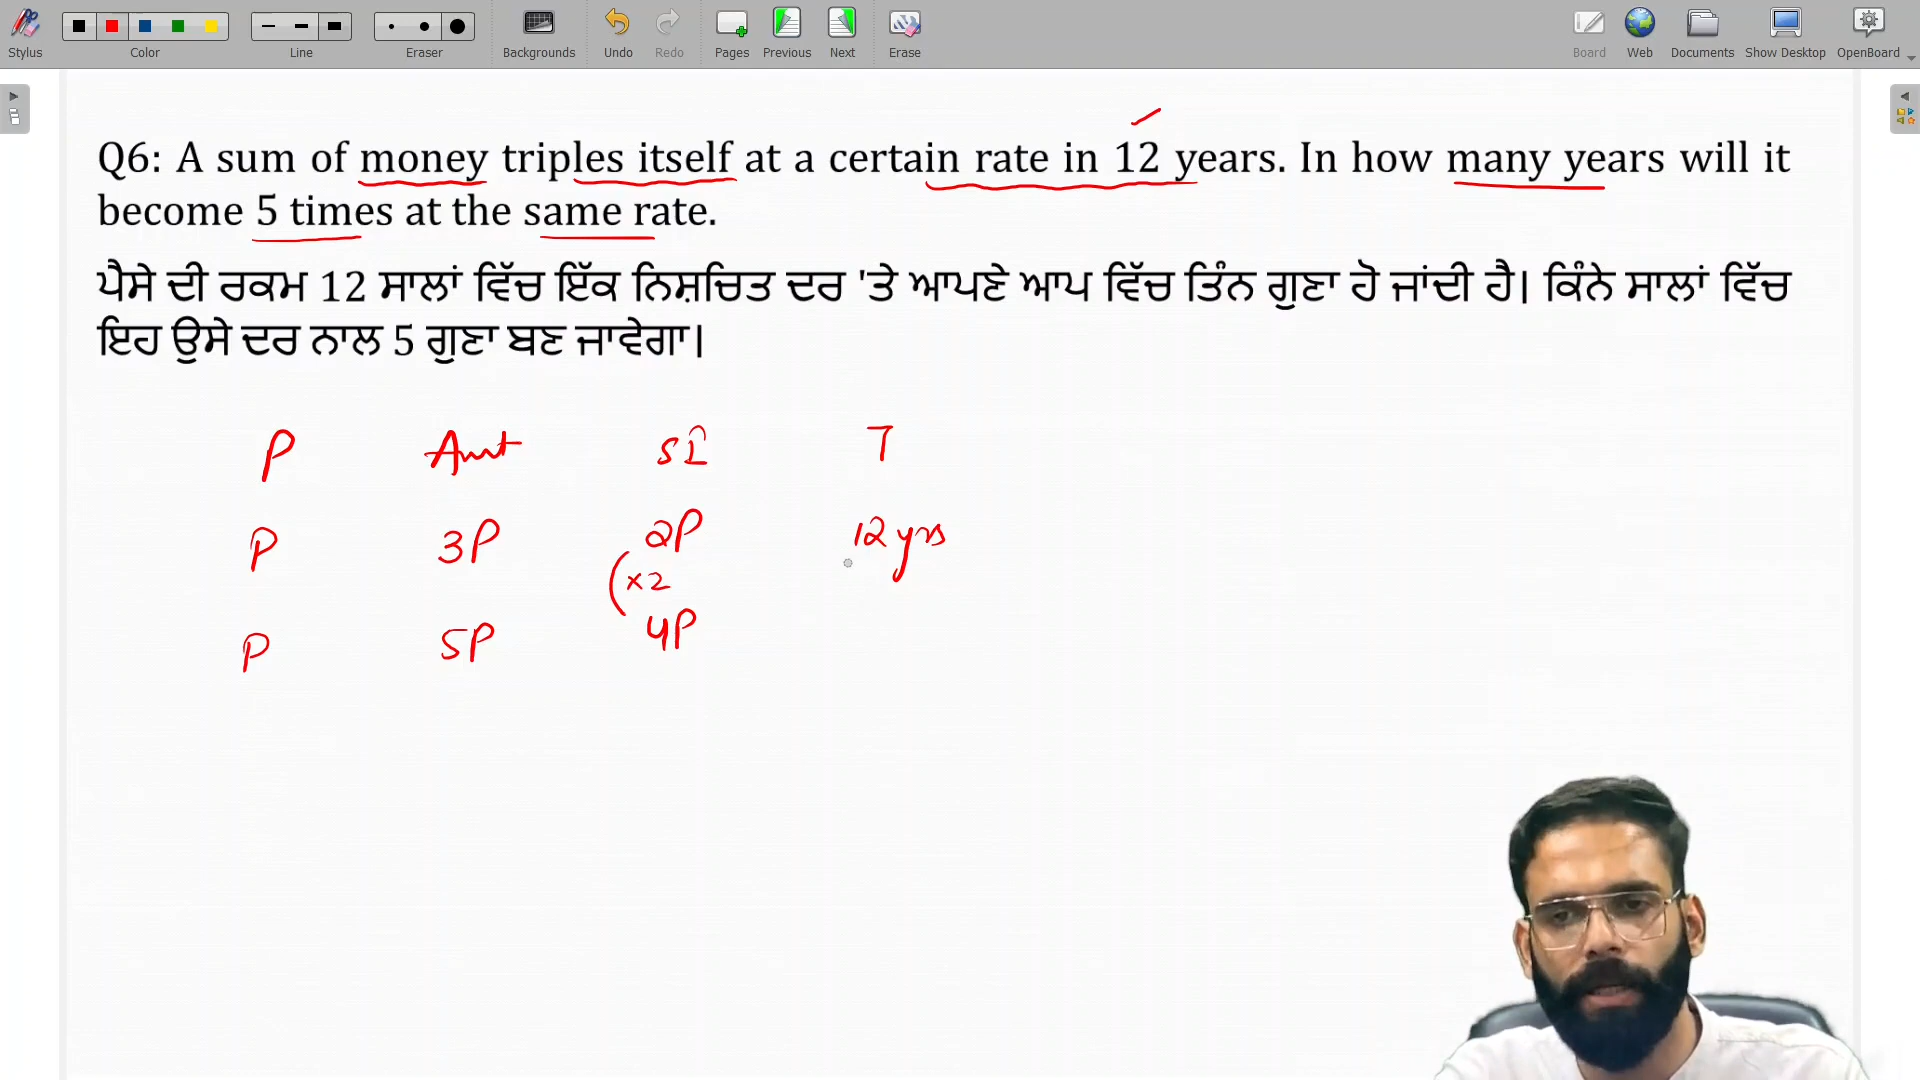 Stylus Color Line Eraser Backgrounds Undo Redo Pages Previous Next Erase Board Web Documents Show Desktop OpenBoard
Q6: A sum of money triples itself at a certain rate in 12 years. In how many years will it
become 5 times at the same rate.
ਪੈਸੇ ਦੀ ਰਕਮ 12 ਸਾਲਾਂ ਵਿੱਚ ਇੱਕ ਨਿਸ਼ਚਿਤ ਦਰ 'ਤੇ ਆਪਣੇ ਆਪ ਵਿੱਚ ਤਿੰਨ ਗੁਣਾ ਹੋ ਜਾਂਦੀ ਹੈ। ਕਿੰਨੇ ਸਾਲਾਂ ਵਿੱਚ
ਇਹ ਉਸੇ ਦਰ ਨਾਲ 5 ਗੁਣਾ ਬਣ ਜਾਵੇਗਾ।
P Amt SI T
P 3P 2P 12 yrs
(×2
P 5P 4P